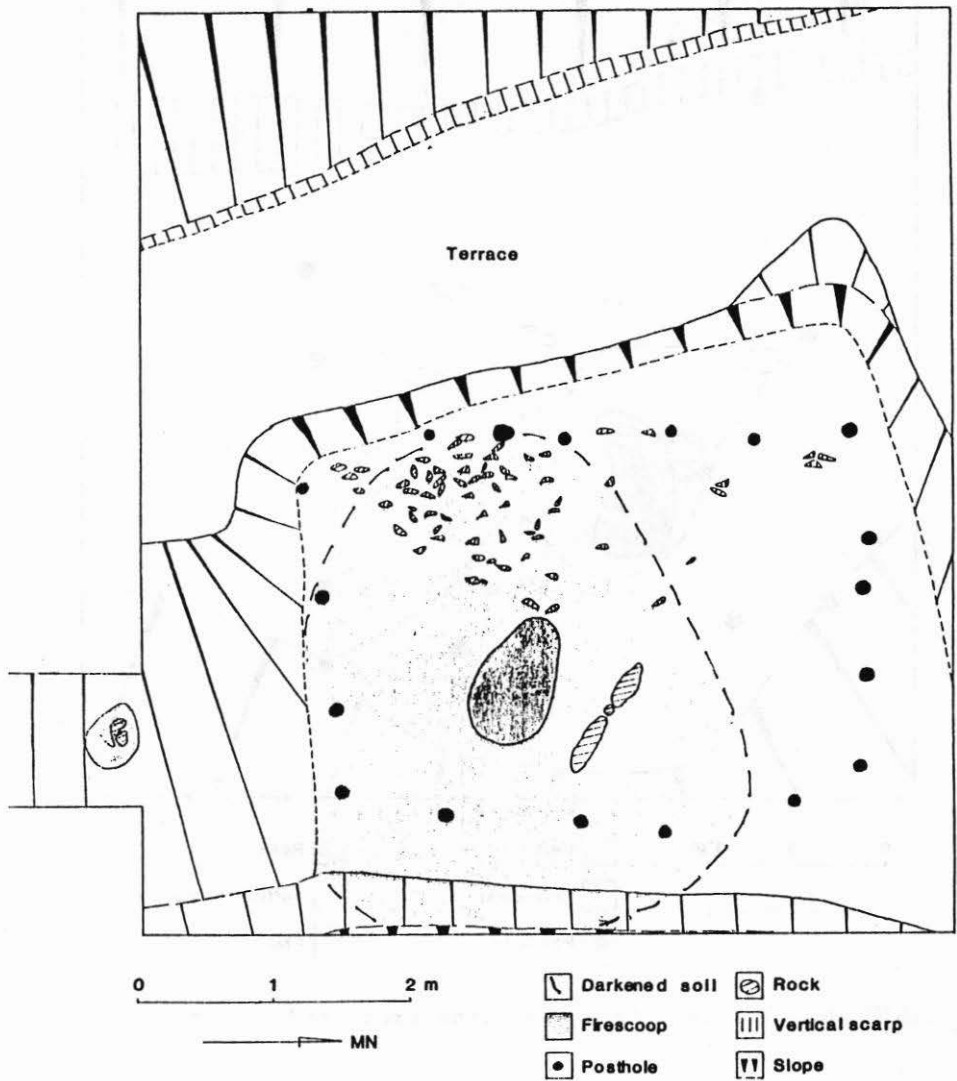 Terrace
0 1 2 m
MN
Darkened soil
Rock
Firescoop
Vertical scarp
Posthole
Slope